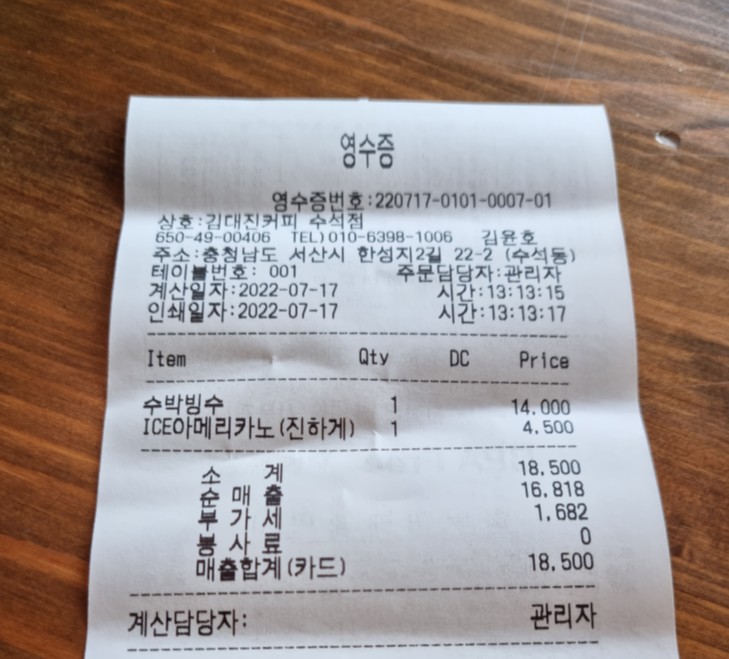 영수증
영수증번호:220717-0101-0007-01
상호:김대진커피 수석점
650-49-00406 TEL)010-6398-1006 김윤호
주소:충청남도 서산시 한성지2길 22-2 (수석동)
테이블번호: 001 주문담당자:관리자
계산일자:2022-07-17 시간:13:13:15
인쇄일자:2022-07-17 시간:13:13:17
Item Qty DC Price
수박빙수 1 14,000
ICE아메리카노(진하게) 1 4,500
소 계 18,500
순 매 출 16,818
부 가 세 1,682
봉 사 료 0
매출합계(카드) 18,500
계산담당자: 관리자